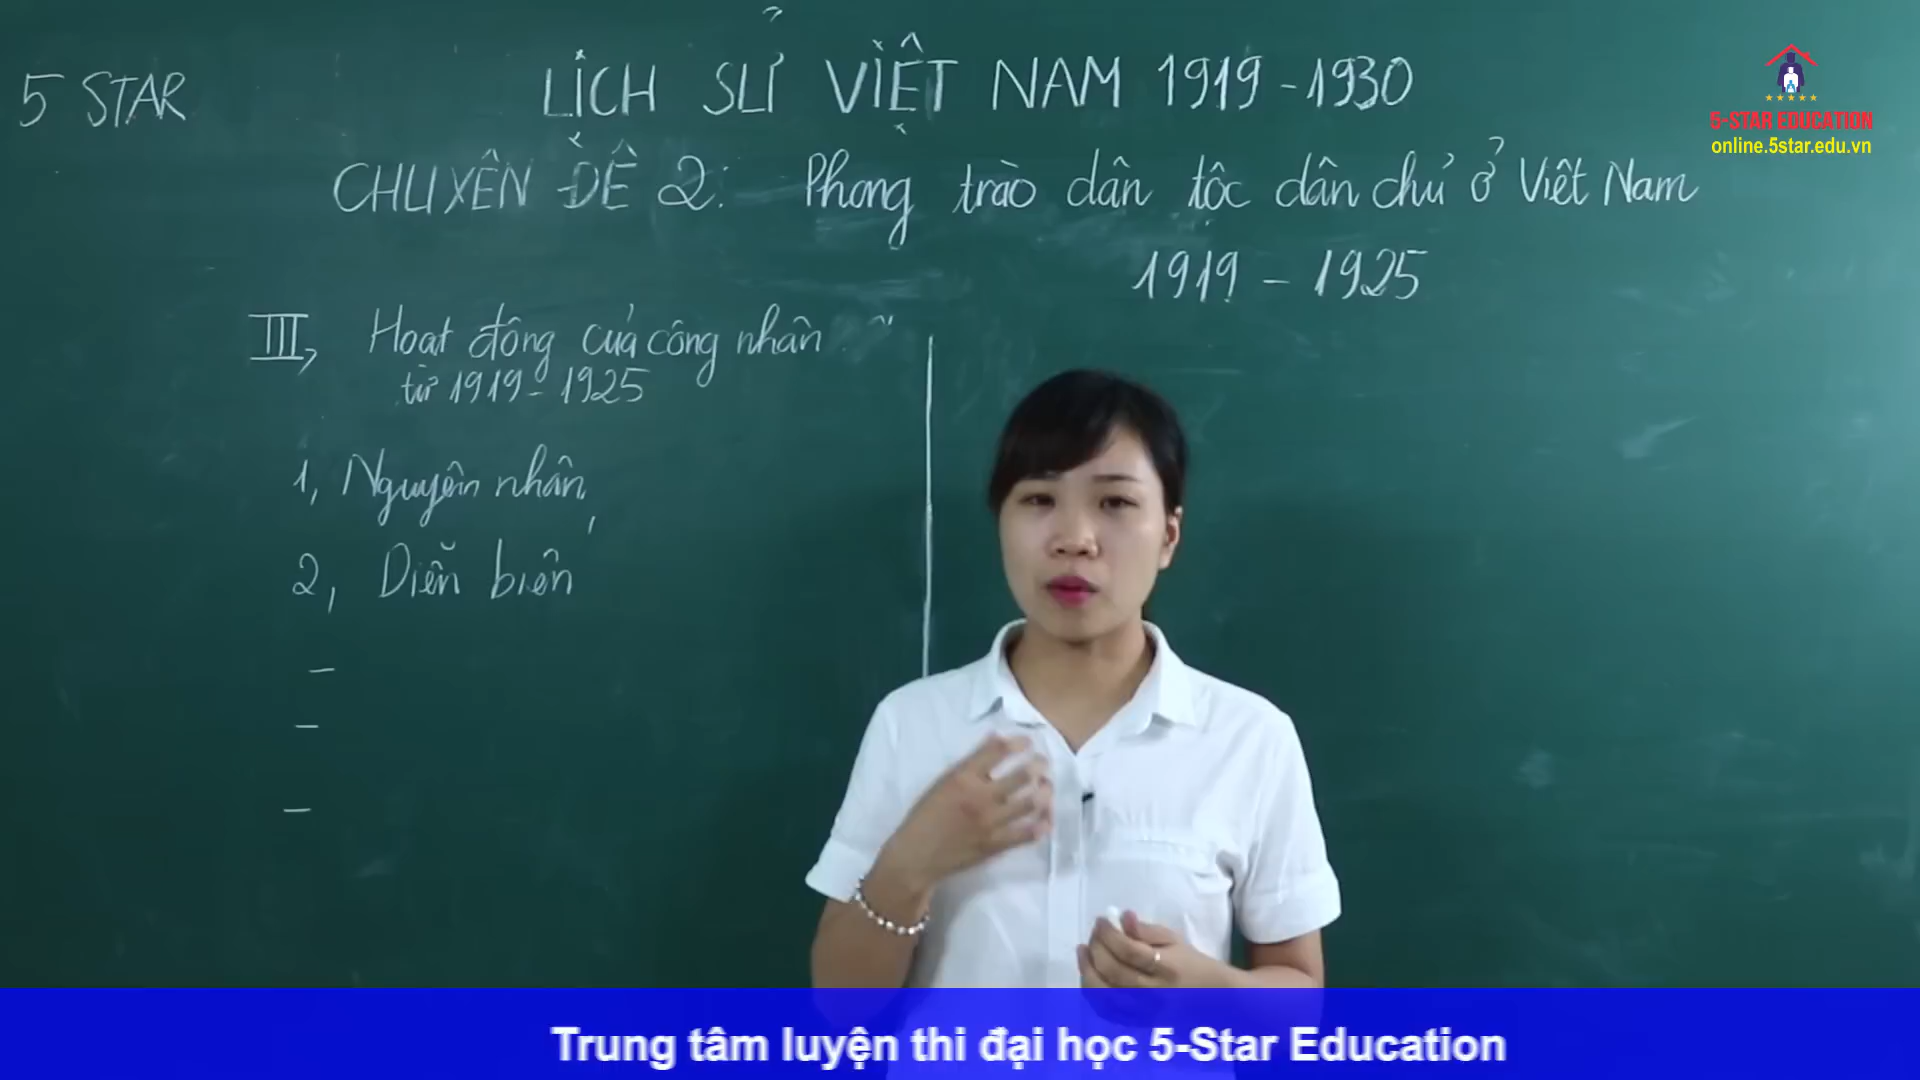 5 STAR
LỊCH SỬ VIỆT NAM 1919 - 1930
CHUYÊN ĐỀ 2: Phong trào dân tộc dân chủ ở Việt Nam
1919 - 1925
III, Hoạt động của công nhân
từ 1919 - 1925
1, Nguyên nhân
2, Diễn biến
-
-
-
5-STAR EDUCATION
online.5star.edu.vn
Trung tâm luyện thi đại học 5-Star Education